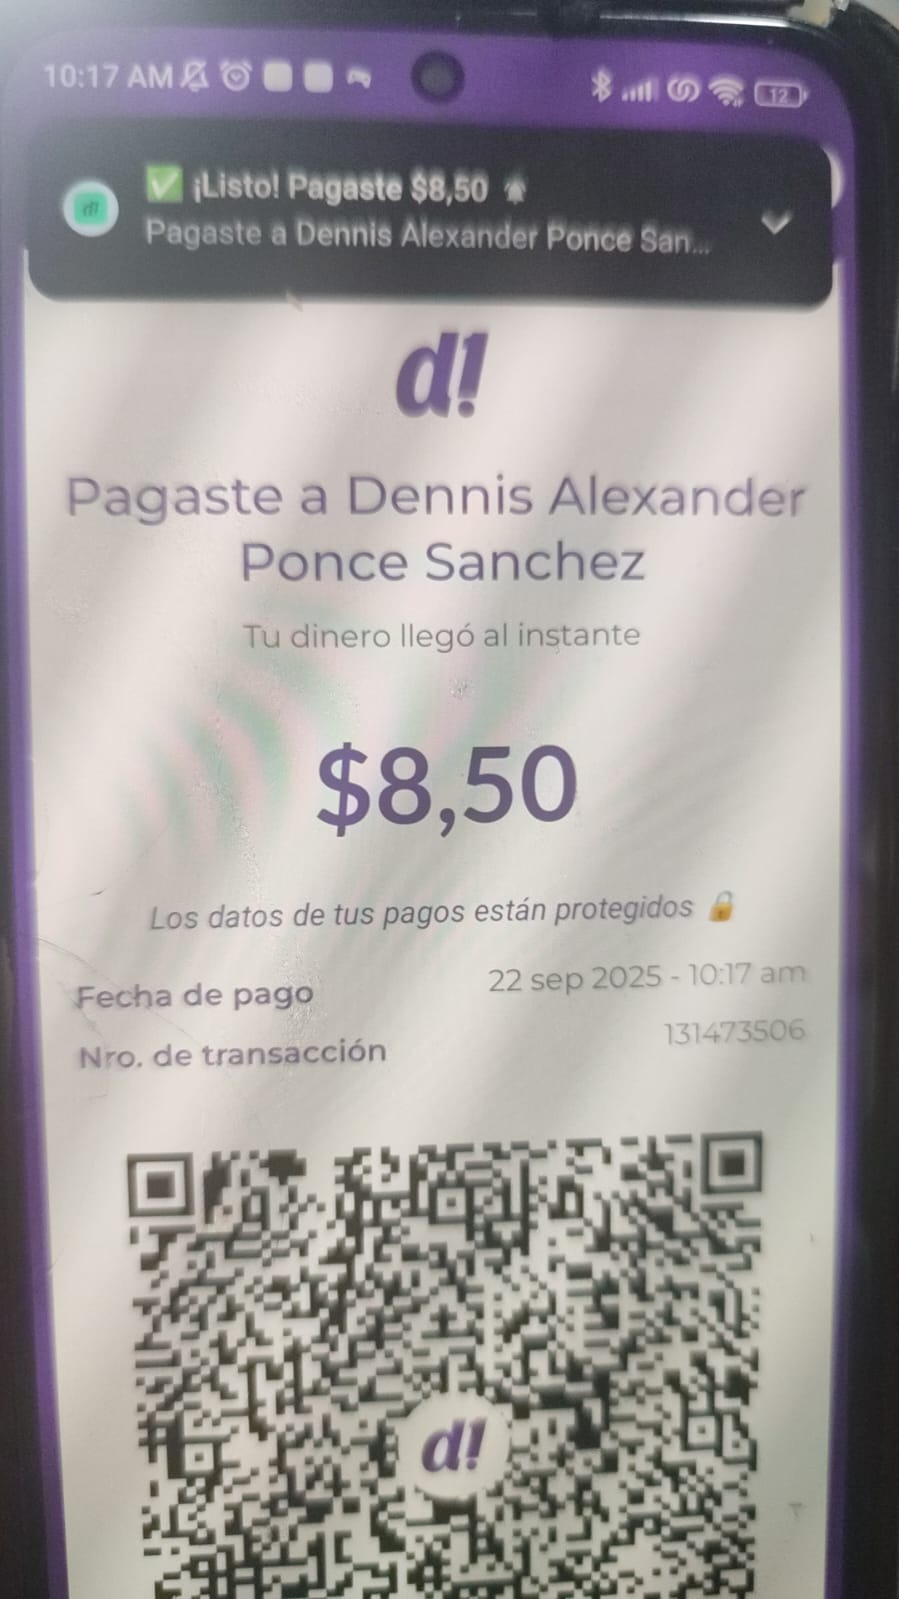 10:17 AM
12
✅ ¡Listo! Pagaste $8,50
d!
Pagaste a Dennis Alexander Ponce San...
d!
Pagaste a Dennis Alexander
Ponce Sanchez
Tu dinero llegó al instante
$8,50
Los datos de tus pagos están protegidos 🔒
Fecha de pago 22 sep 2025 - 10:17 am
Nro. de transacción 131473506
d!